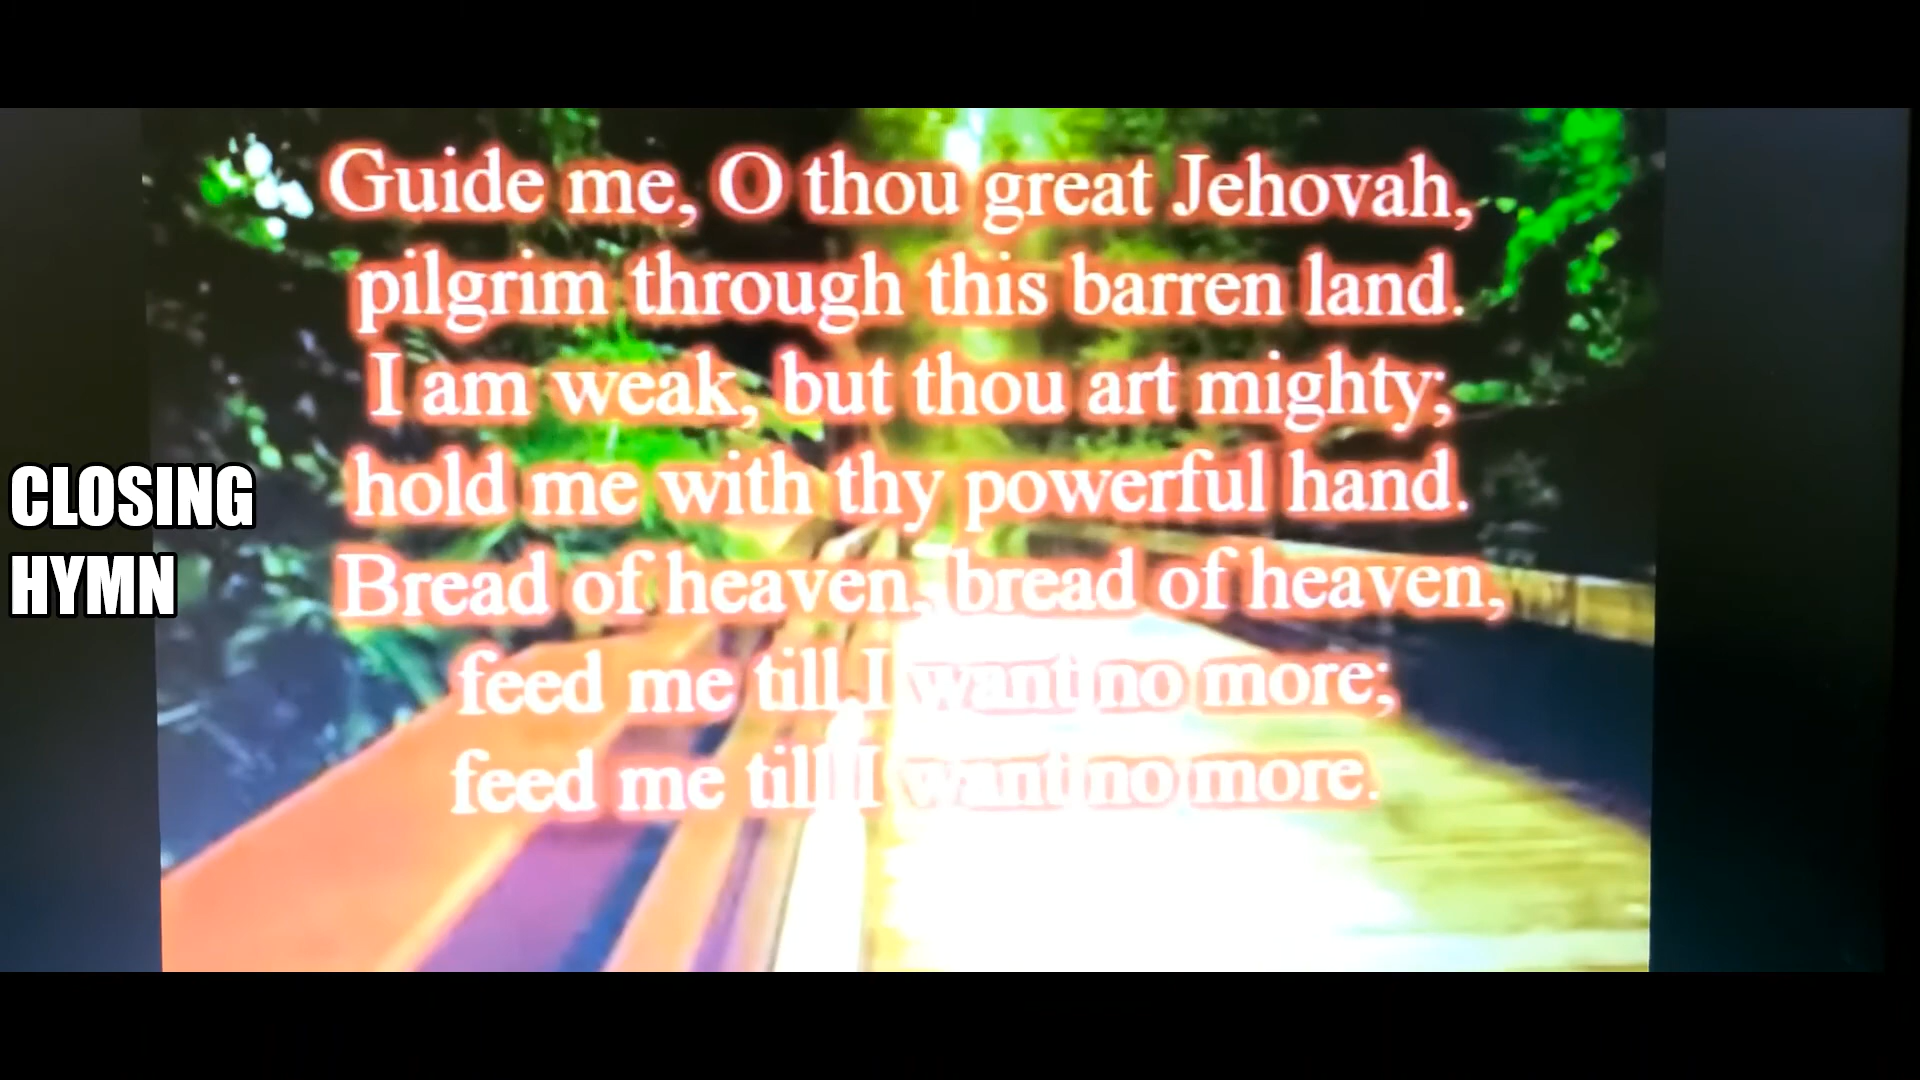 Guide me, O thou great Jehovah,
pilgrim through this barren land.
I am weak, but thou art mighty;
hold me with thy powerful hand.
Bread of heaven, bread of heaven,
feed me till I want no more;
feed me till I want no more.
CLOSING
HYMN